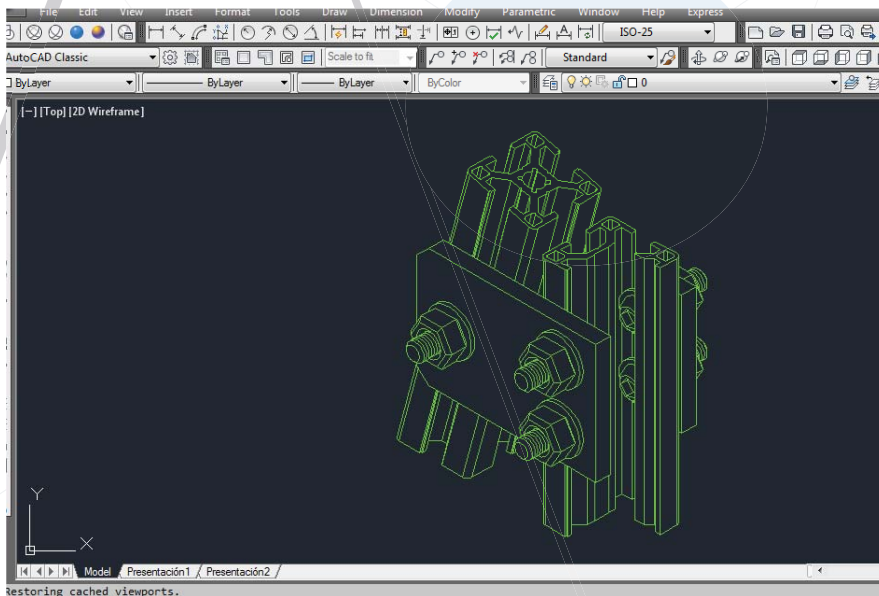 File Edit View Insert Format Tools Draw Dimension Modify Parametric Window Help Express
ISO-25
AutoCAD Classic Scale to fit Standard
ByLayer ByLayer ByLayer ByColor 0
[−] [Top] [2D Wireframe]
Y
X
Model Presentación1 Presentación2
Restoring cached viewports.